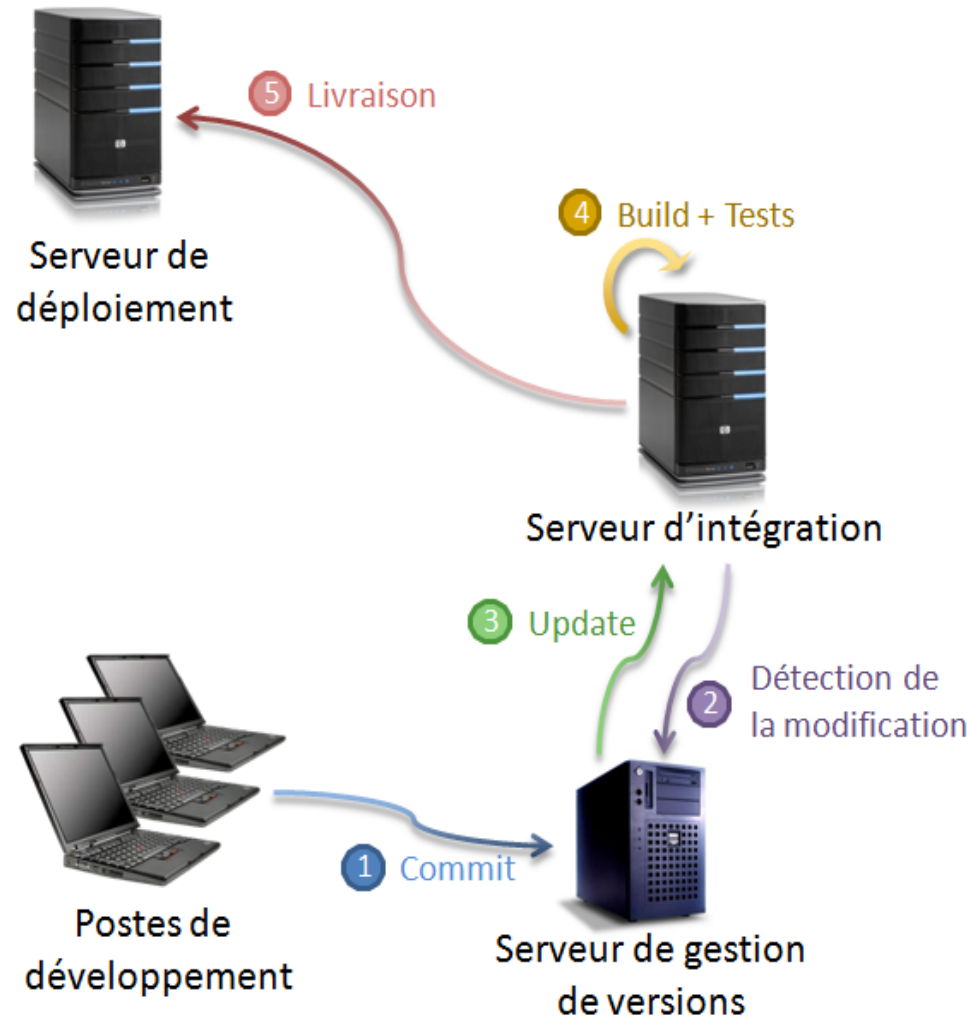 5 Livraison
4 Build + Tests
Serveur de
déploiement
Serveur d'intégration
3 Update
2 Détection de
la modification
1 Commit
Postes de
développement
Serveur de gestion
de versions